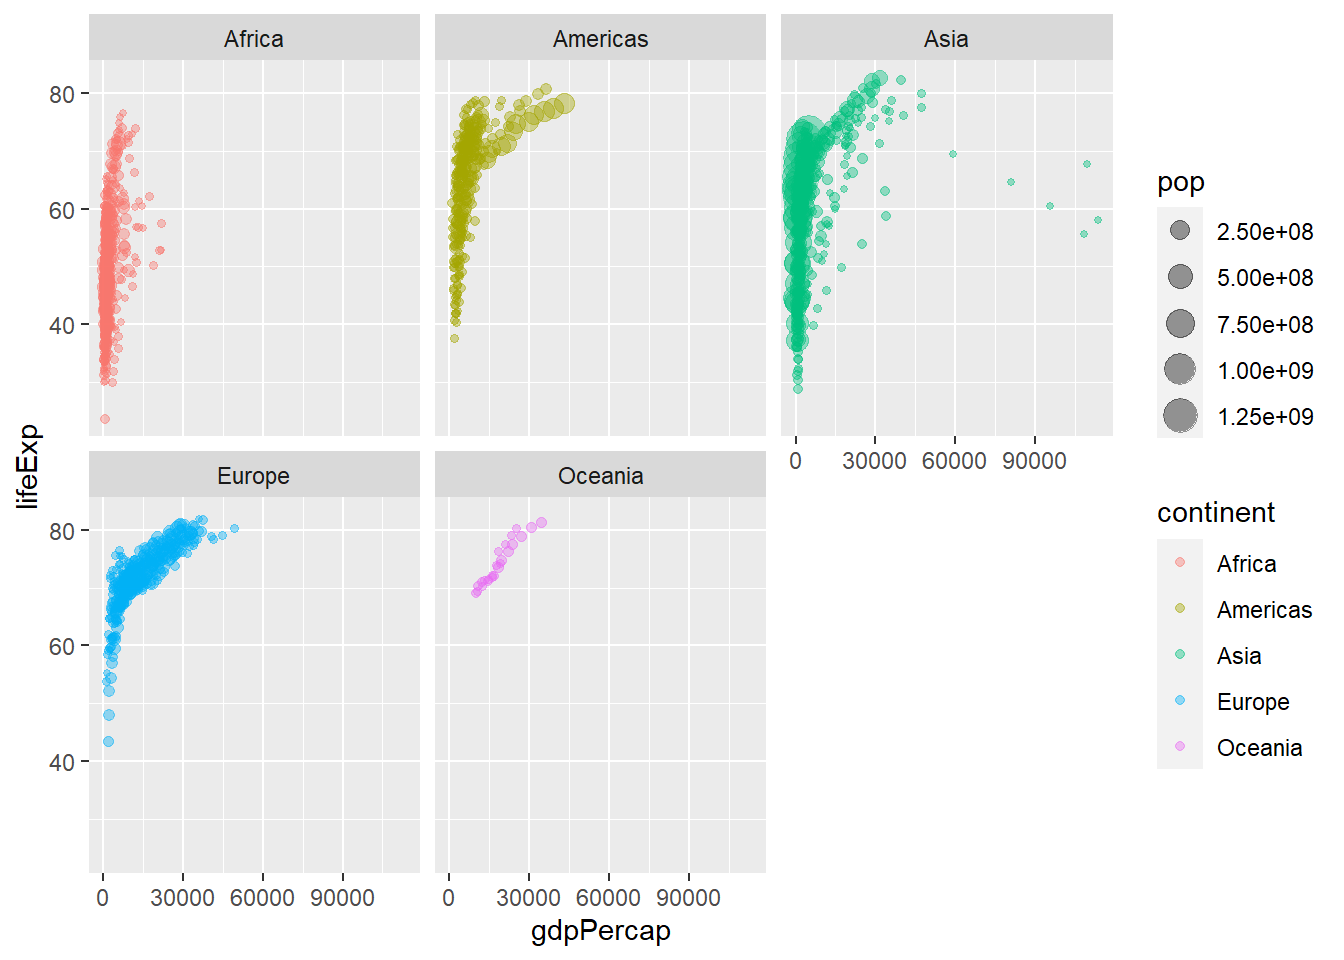 Africa
Americas
Asia
80
60
40
0
30000
60000
90000
Europe
Oceania
80
60
40
0
30000
60000
90000
0
30000
60000
90000
gdpPercap
lifeExp
pop
2.50e+08
5.00e+08
7.50e+08
1.00e+09
1.25e+09
continent
Africa
Americas
Asia
Europe
Oceania